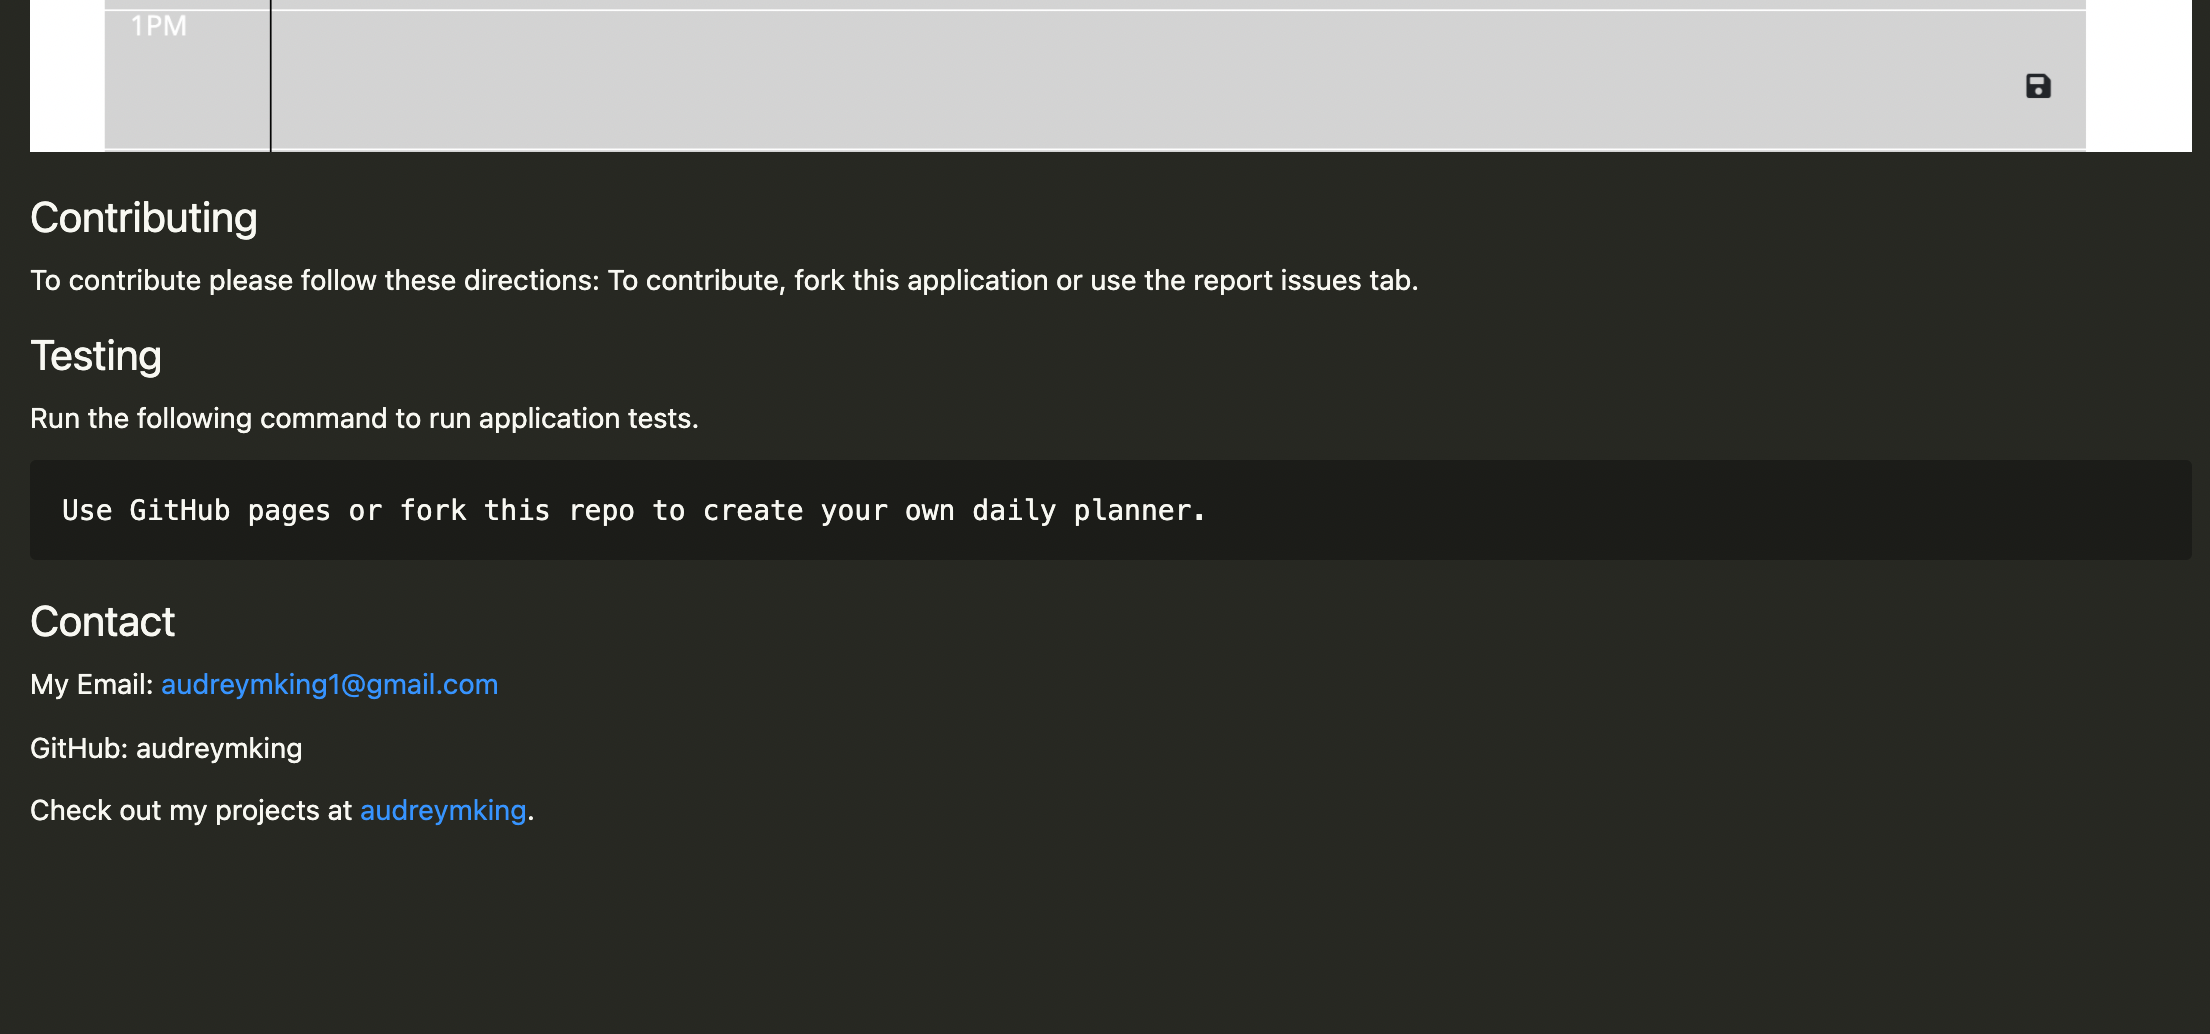 1PM
Contributing
To contribute please follow these directions: To contribute, fork this application or use the report issues tab.
Testing
Run the following command to run application tests.
Use GitHub pages or fork this repo to create your own daily planner.
Contact
My Email: audreymking1@gmail.com
GitHub: audreymking
Check out my projects at audreymking.